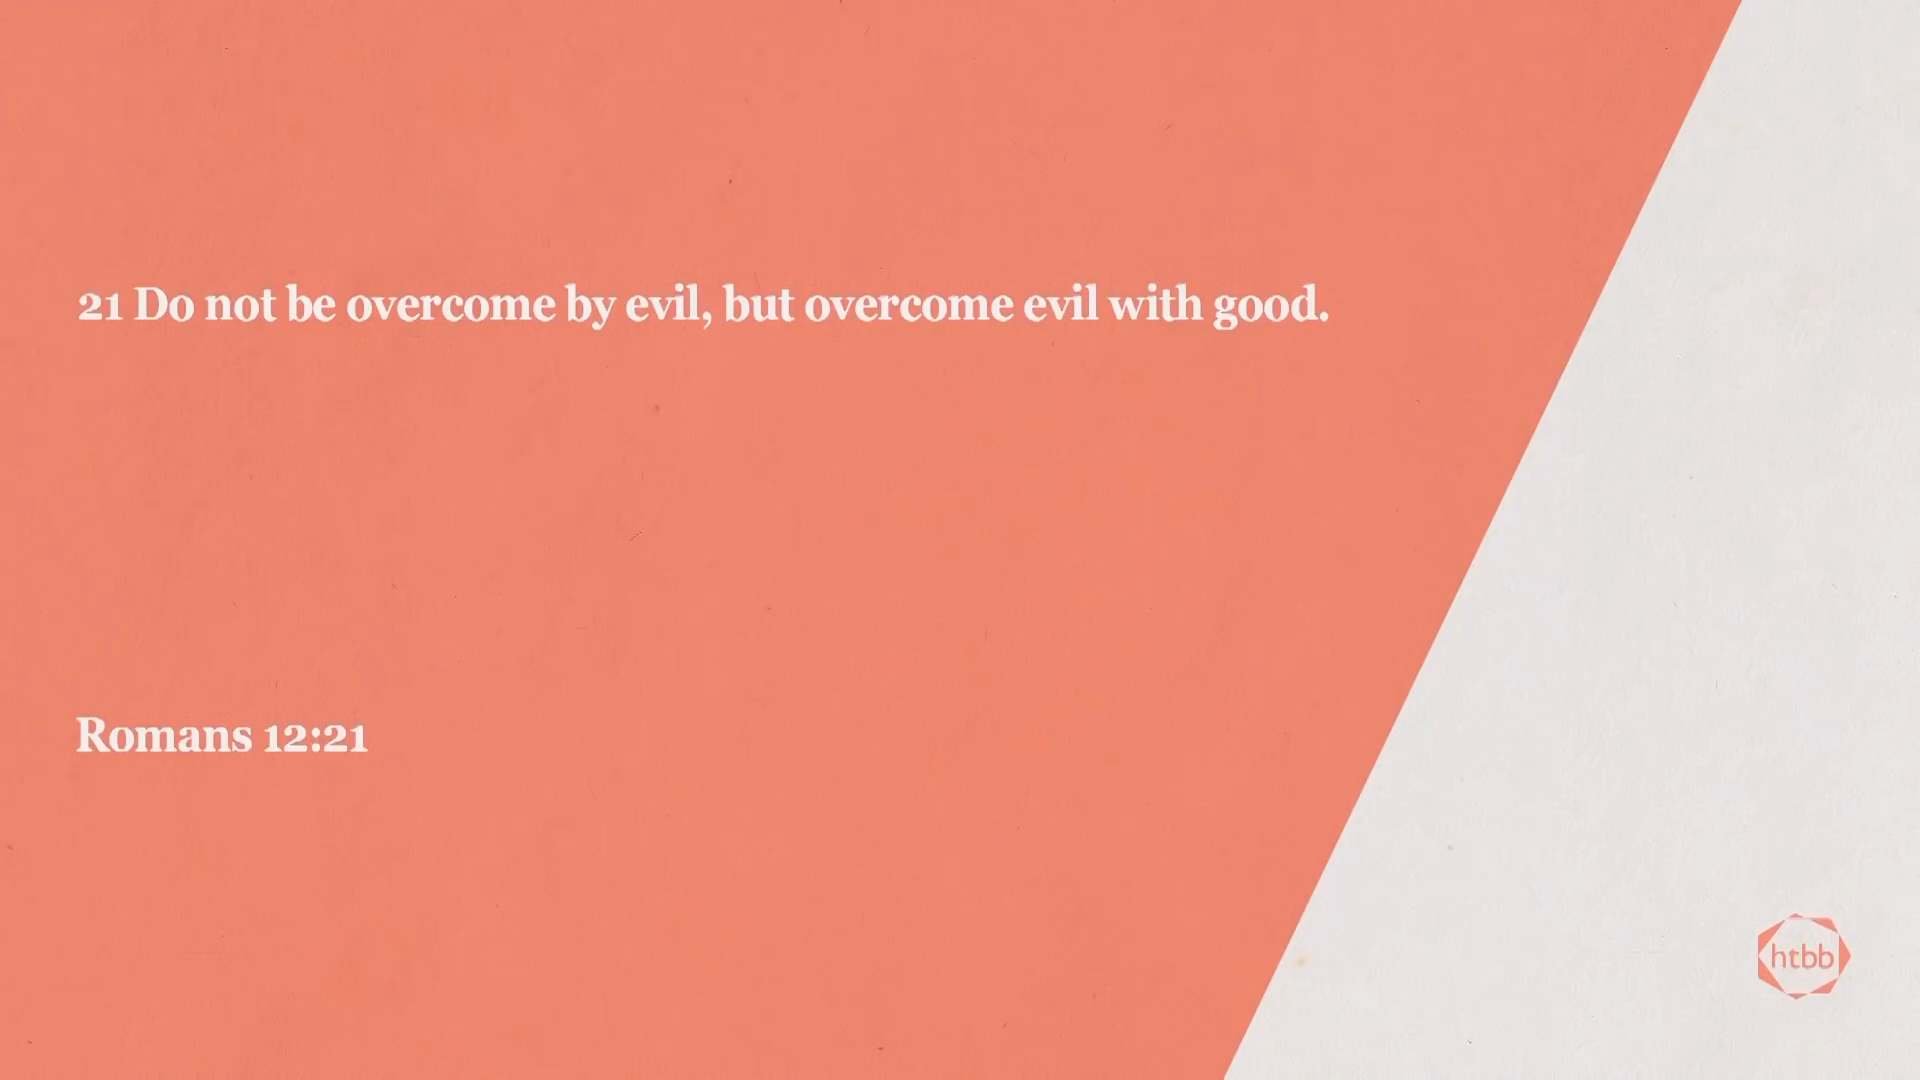 21 Do not be overcome by evil, but overcome evil with good.
Romans 12:21
htbb